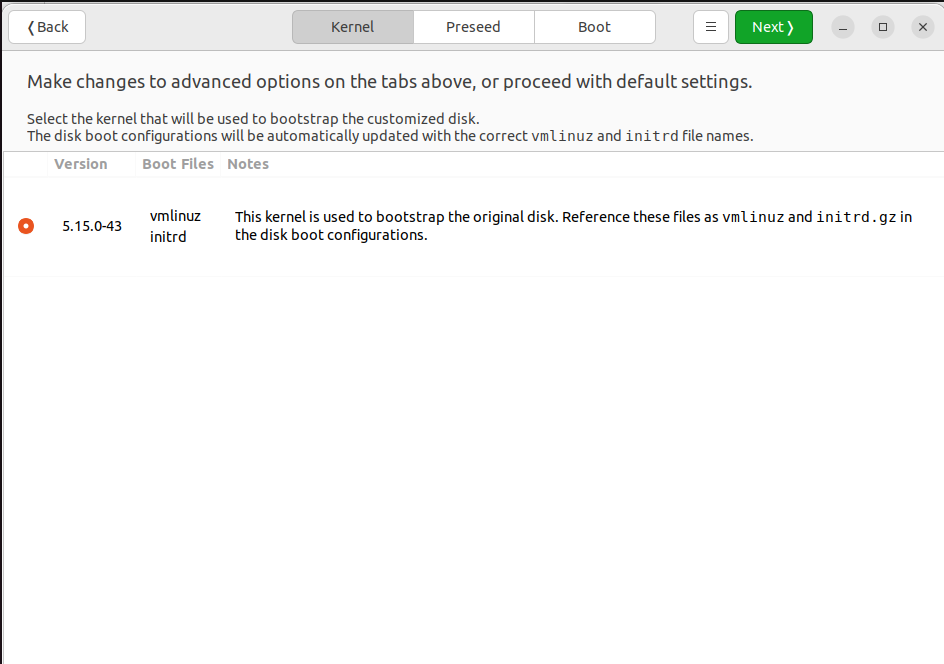 ❬Back
Kernel
Preseed
Boot
Next❭
Make changes to advanced options on the tabs above, or proceed with default settings.
Select the kernel that will be used to bootstrap the customized disk.
The disk boot configurations will be automatically updated with the correct vmlinuz and initrd file names.
Version Boot Files Notes
5.15.0-43
vmlinuz
initrd
This kernel is used to bootstrap the original disk. Reference these files as vmlinuz and initrd.gz in
the disk boot configurations.